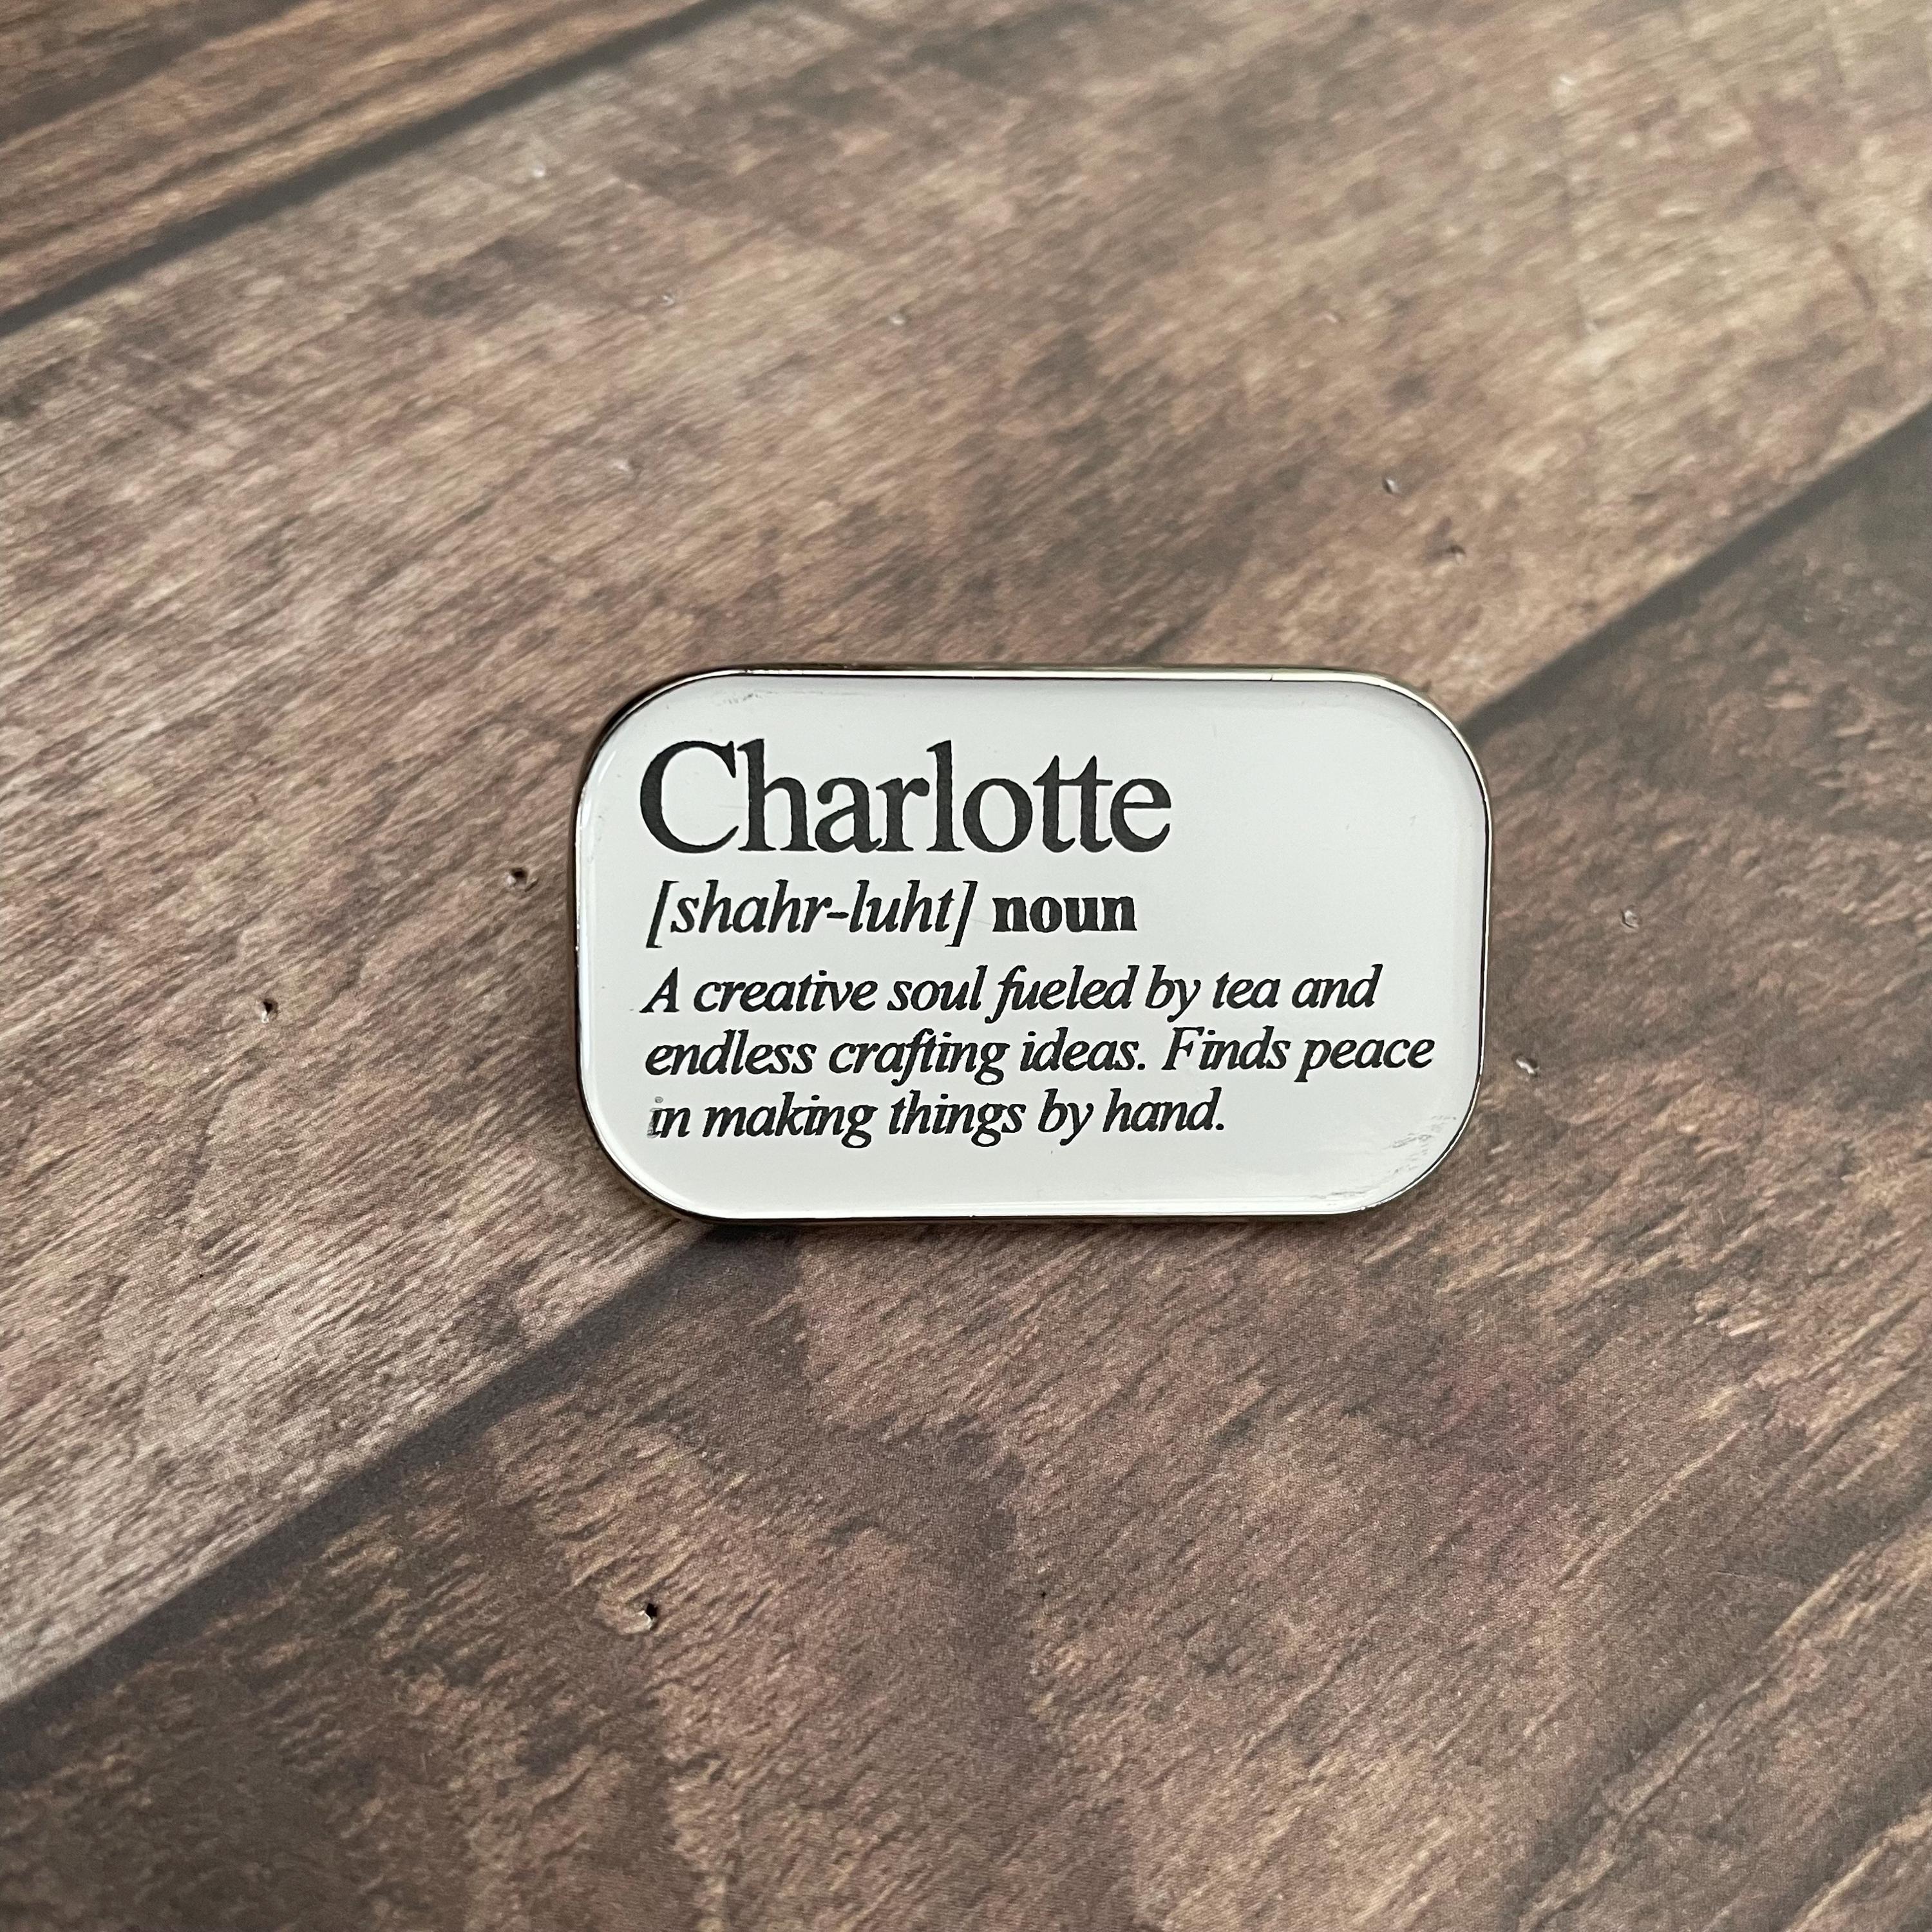 Charlotte
[shahr-luht] noun
A creative soul fueled by tea and
endless crafting ideas. Finds peace
in making things by hand.